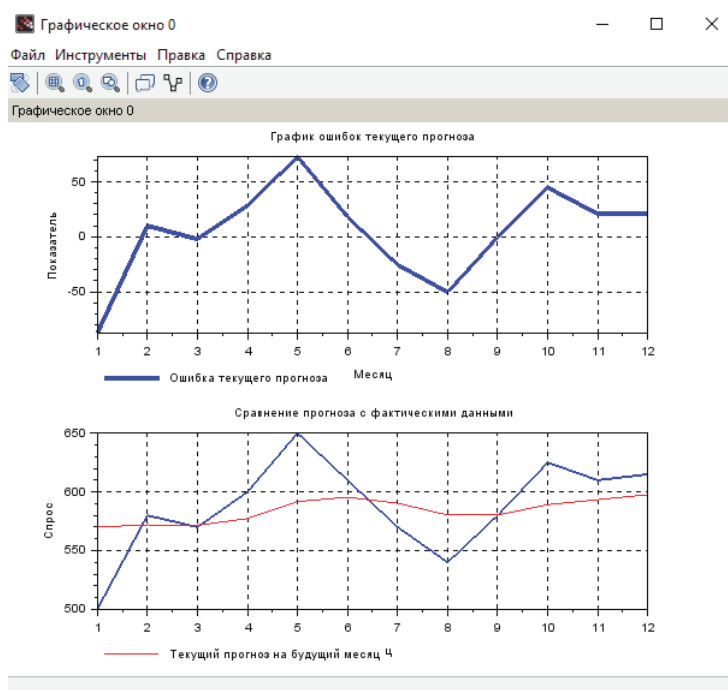 Графическое окно 0
Файл Инструменты Правка Справка
Графическое окно 0
График ошибок текущего прогноза
Показатель
50
0
-50
1 2 3 4 5 6 7 8 9 10 11 12
Месяц
Ошибка текущего прогноза
Сравнение прогноза с фактическими данными
Спрос
650
600
550
500
1 2 3 4 5 6 7 8 9 10 11 12
Текущий прогноз на будущий месяц ц